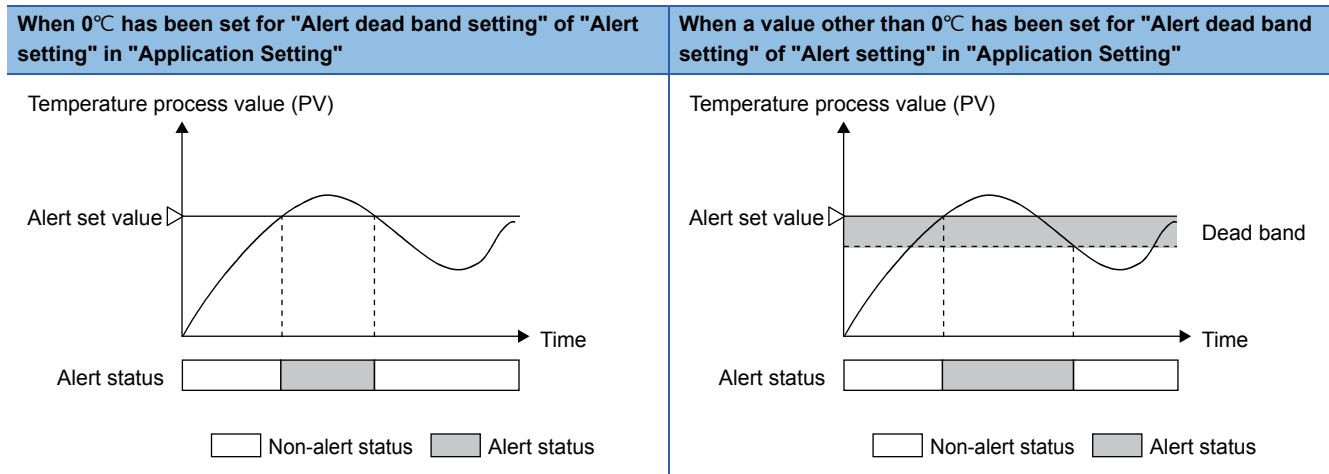 When 0℃ has been set for "Alert dead band setting" of "Alert
setting" in "Application Setting"
When a value other than 0℃ has been set for "Alert dead band
setting" of "Alert setting" in "Application Setting"
Temperature process value (PV)
Alert set value
Time
Alert status
Non-alert status
Alert status
Temperature process value (PV)
Alert set value
Dead band
Time
Alert status
Non-alert status
Alert status